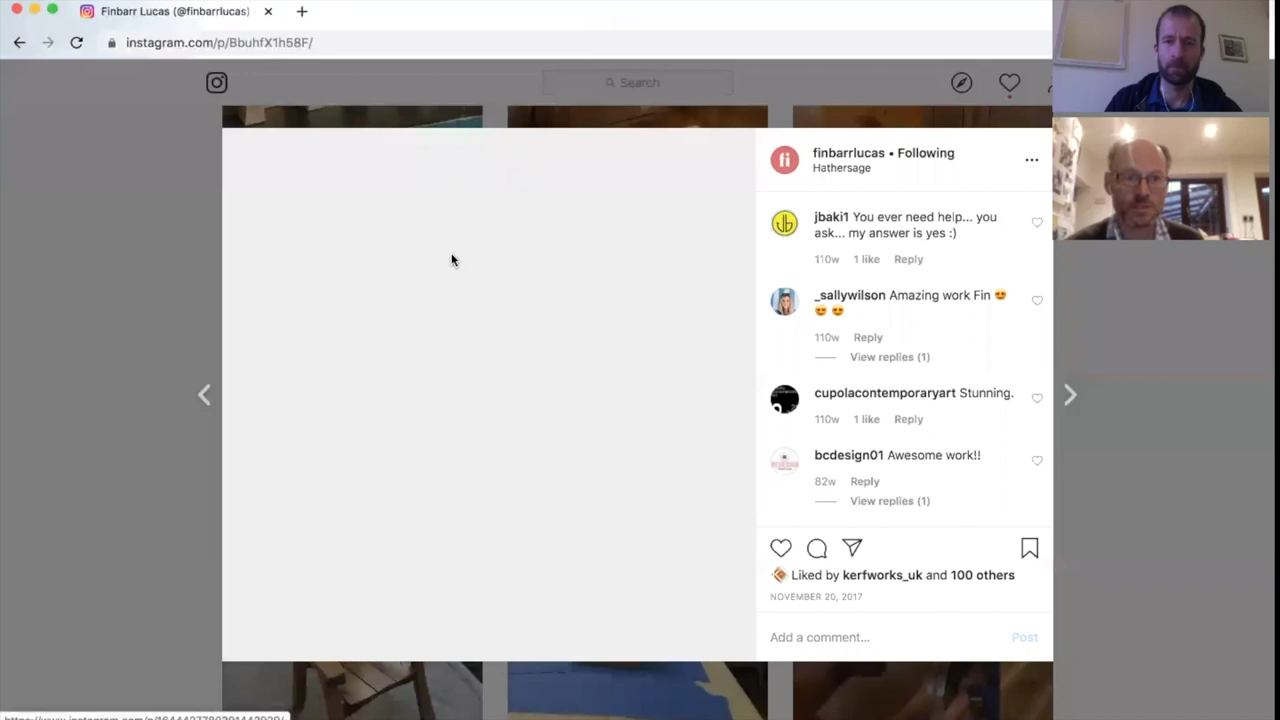 Finbarr Lucas (@finbarrlucas)
instagram.com/p/BbuhfX1h58F/
Search
fi
finbarrlucas • Following
Hathersage
jb
jbaki1 You ever need help... you
ask... my answer is yes :)
110w 1 like Reply
_sallywilson Amazing work Fin 😍
😍 😍
110w Reply
View replies (1)
cupolacontemporaryart Stunning.
110w 1 like Reply
bcdesign01 Awesome work!!
82w Reply
View replies (1)
Liked by kerfworks_uk and 100 others
NOVEMBER 20, 2017
Add a comment... Post